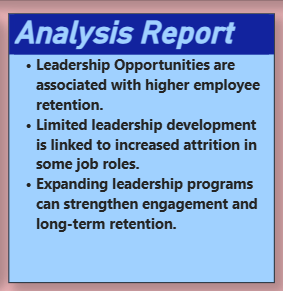 Analysis Report
• Leadership Opportunities are
associated with higher employee
retention.
• Limited leadership development
is linked to increased attrition in
some job roles.
• Expanding leadership programs
can strengthen engagement and
long-term retention.